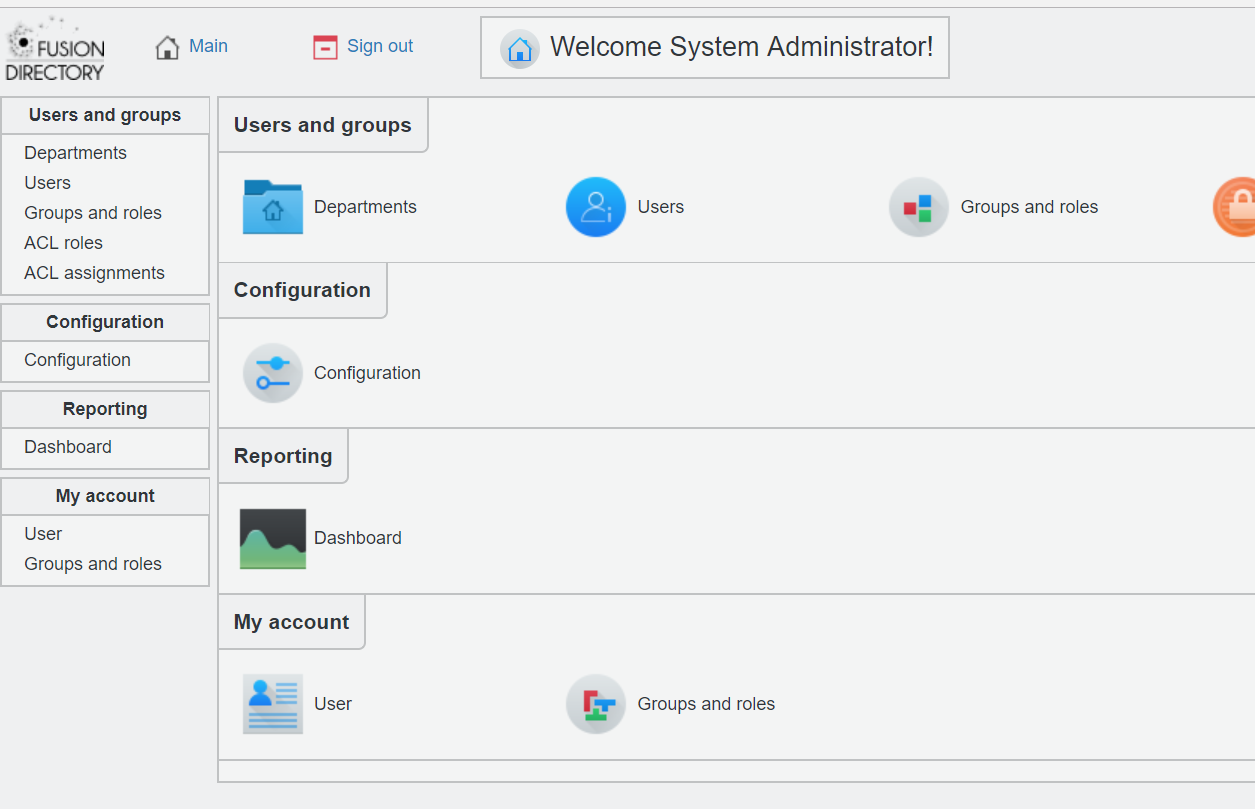 FUSION
DIRECTORY
Main
Sign out
Welcome System Administrator!
Users and groups
Departments
Users
Groups and roles
ACL roles
ACL assignments
Configuration
Configuration
Reporting
Dashboard
My account
User
Groups and roles
Users and groups
Departments
Users
Groups and roles
Configuration
Configuration
Reporting
Dashboard
My account
User
Groups and roles